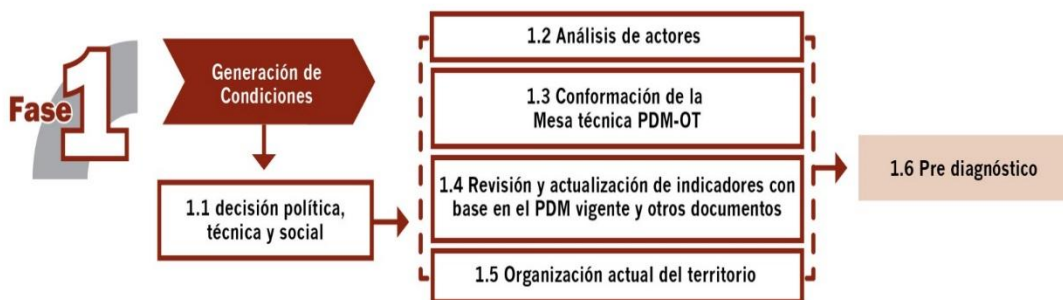 Fase 1
Generación de
Condiciones
1.1 decisión política,
técnica y social
1.2 Análisis de actores
1.3 Conformación de la
Mesa técnica PDM-OT
1.4 Revisión y actualización de indicadores con
base en el PDM vigente y otros documentos
1.5 Organización actual del territorio
1.6 Pre diagnóstico